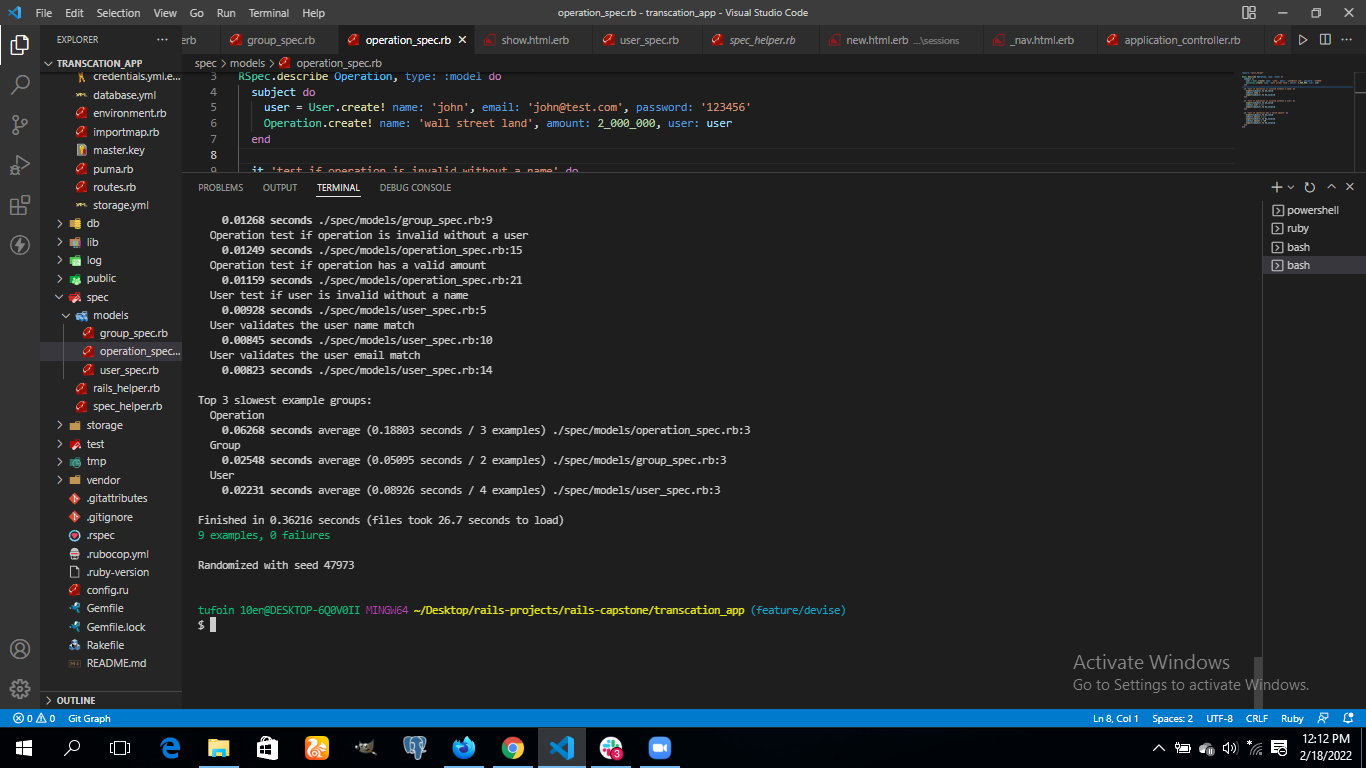 File Edit Selection View Go Run Terminal Help
operation_spec.rb - transcation_app - Visual Studio Code
EXPLORER
erb
group_spec.rb
operation_spec.rb
show.html.erb
user_spec.rb
spec_helper.rb
new.html.erb ...\sessions
_nav.html.erb
application_controller.rb
TRANSCATION_APP
credentials.yml.e...
database.yml
environment.rb
importmap.rb
master.key
puma.rb
routes.rb
storage.yml
db
lib
log
public
spec
models
group_spec.rb
operation_spec...
user_spec.rb
rails_helper.rb
spec_helper.rb
storage
test
tmp
vendor
.gitattributes
.gitignore
.rspec
.rubocop.yml
.ruby-version
config.ru
Gemfile
Gemfile.lock
Rakefile
README.md
OUTLINE
spec > models > operation_spec.rb
3 RSpec.describe Operation, type: :model do
4 subject do
5 user = User.create! name: 'john', email: 'john@test.com', password: '123456'
6 Operation.create! name: 'wall street land', amount: 2_000_000, user: user
7 end
8
9 it 'test if operation is invalid without a name' do
PROBLEMS OUTPUT TERMINAL DEBUG CONSOLE
0.01268 seconds ./spec/models/group_spec.rb:9
Operation test if operation is invalid without a user
0.01249 seconds ./spec/models/operation_spec.rb:15
Operation test if operation has a valid amount
0.01159 seconds ./spec/models/operation_spec.rb:21
User test if user is invalid without a name
0.00928 seconds ./spec/models/user_spec.rb:5
User validates the user name match
0.00845 seconds ./spec/models/user_spec.rb:10
User validates the user email match
0.00823 seconds ./spec/models/user_spec.rb:14
Top 3 slowest example groups:
Operation
0.06268 seconds average (0.18803 seconds / 3 examples) ./spec/models/operation_spec.rb:3
Group
0.02548 seconds average (0.05095 seconds / 2 examples) ./spec/models/group_spec.rb:3
User
0.02231 seconds average (0.08926 seconds / 4 examples) ./spec/models/user_spec.rb:3
Finished in 0.36216 seconds (files took 26.7 seconds to load)
9 examples, 0 failures
Randomized with seed 47973
tufoin 10er@DESKTOP-6Q0V0II MINGW64 ~/Desktop/rails-projects/rails-capstone/transcation_app (feature/devise)
$
powershell
ruby
bash
bash
Activate Windows
Go to Settings to activate Windows.
0 0 Git Graph
Ln 8, Col 1 Spaces: 2 UTF-8 CRLF Ruby
3
12:12 PM
2/18/2022